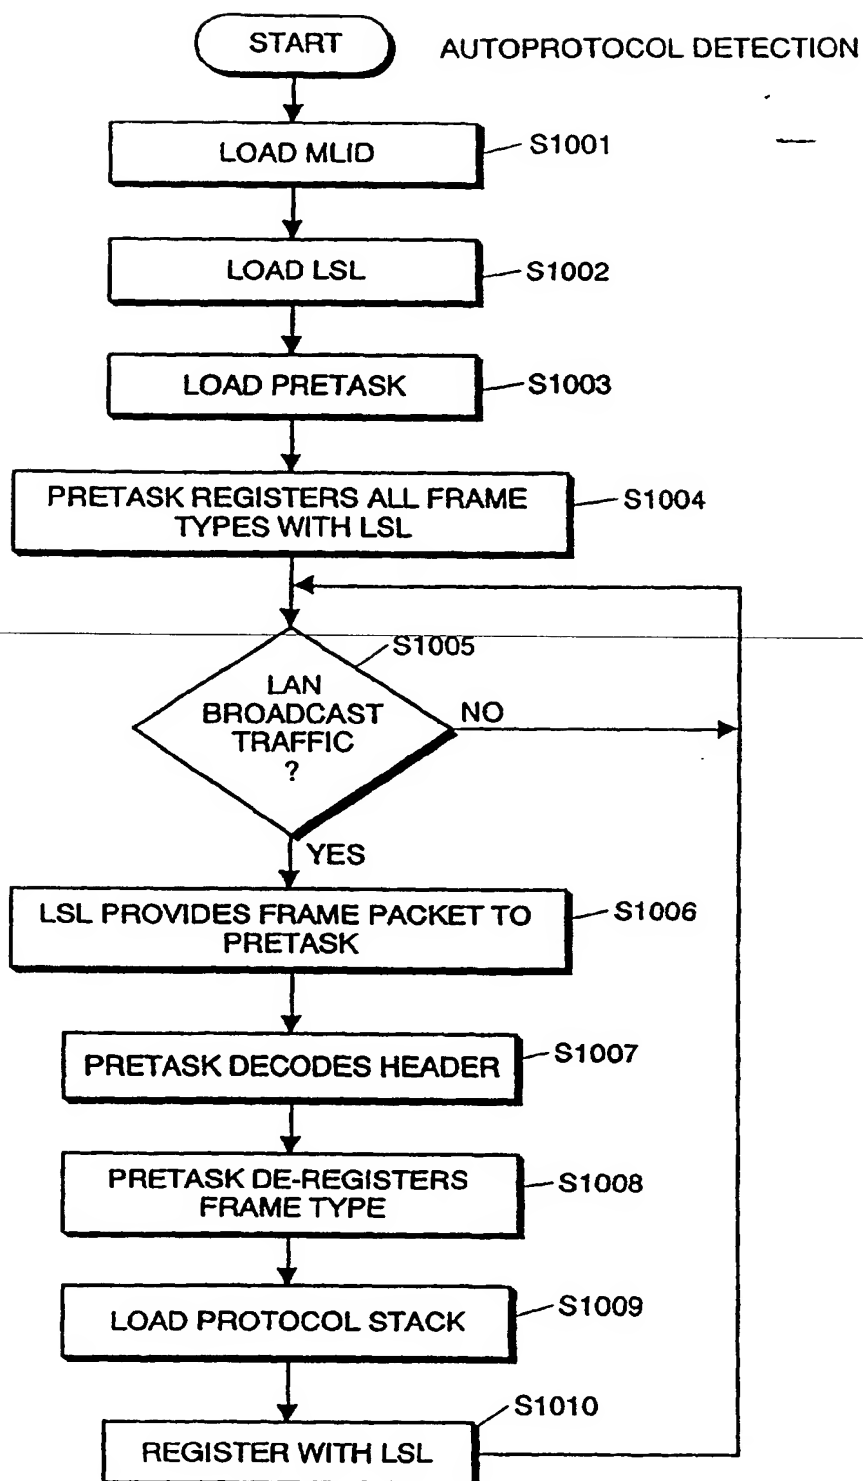 START
AUTOPROTOCOL DETECTION
LOAD MLID
S1001
LOAD LSL
S1002
LOAD PRETASK
S1003
PRETASK REGISTERS ALL FRAME
TYPES WITH LSL
S1004
S1005
LAN
BROADCAST
TRAFFIC
?
NO
YES
LSL PROVIDES FRAME PACKET TO
PRETASK
S1006
PRETASK DECODES HEADER
S1007
PRETASK DE-REGISTERS
FRAME TYPE
S1008
LOAD PROTOCOL STACK
S1009
REGISTER WITH LSL
S1010